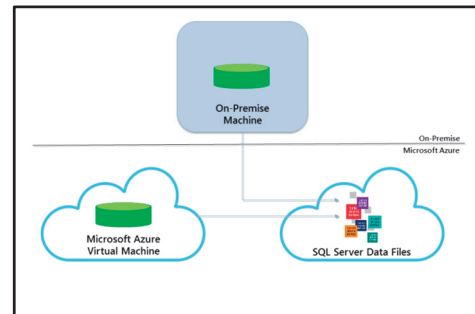 On-Premise
Machine
On-Premise
Microsoft Azure
Microsoft Azure
Virtual Machine
SQL Server Data Files